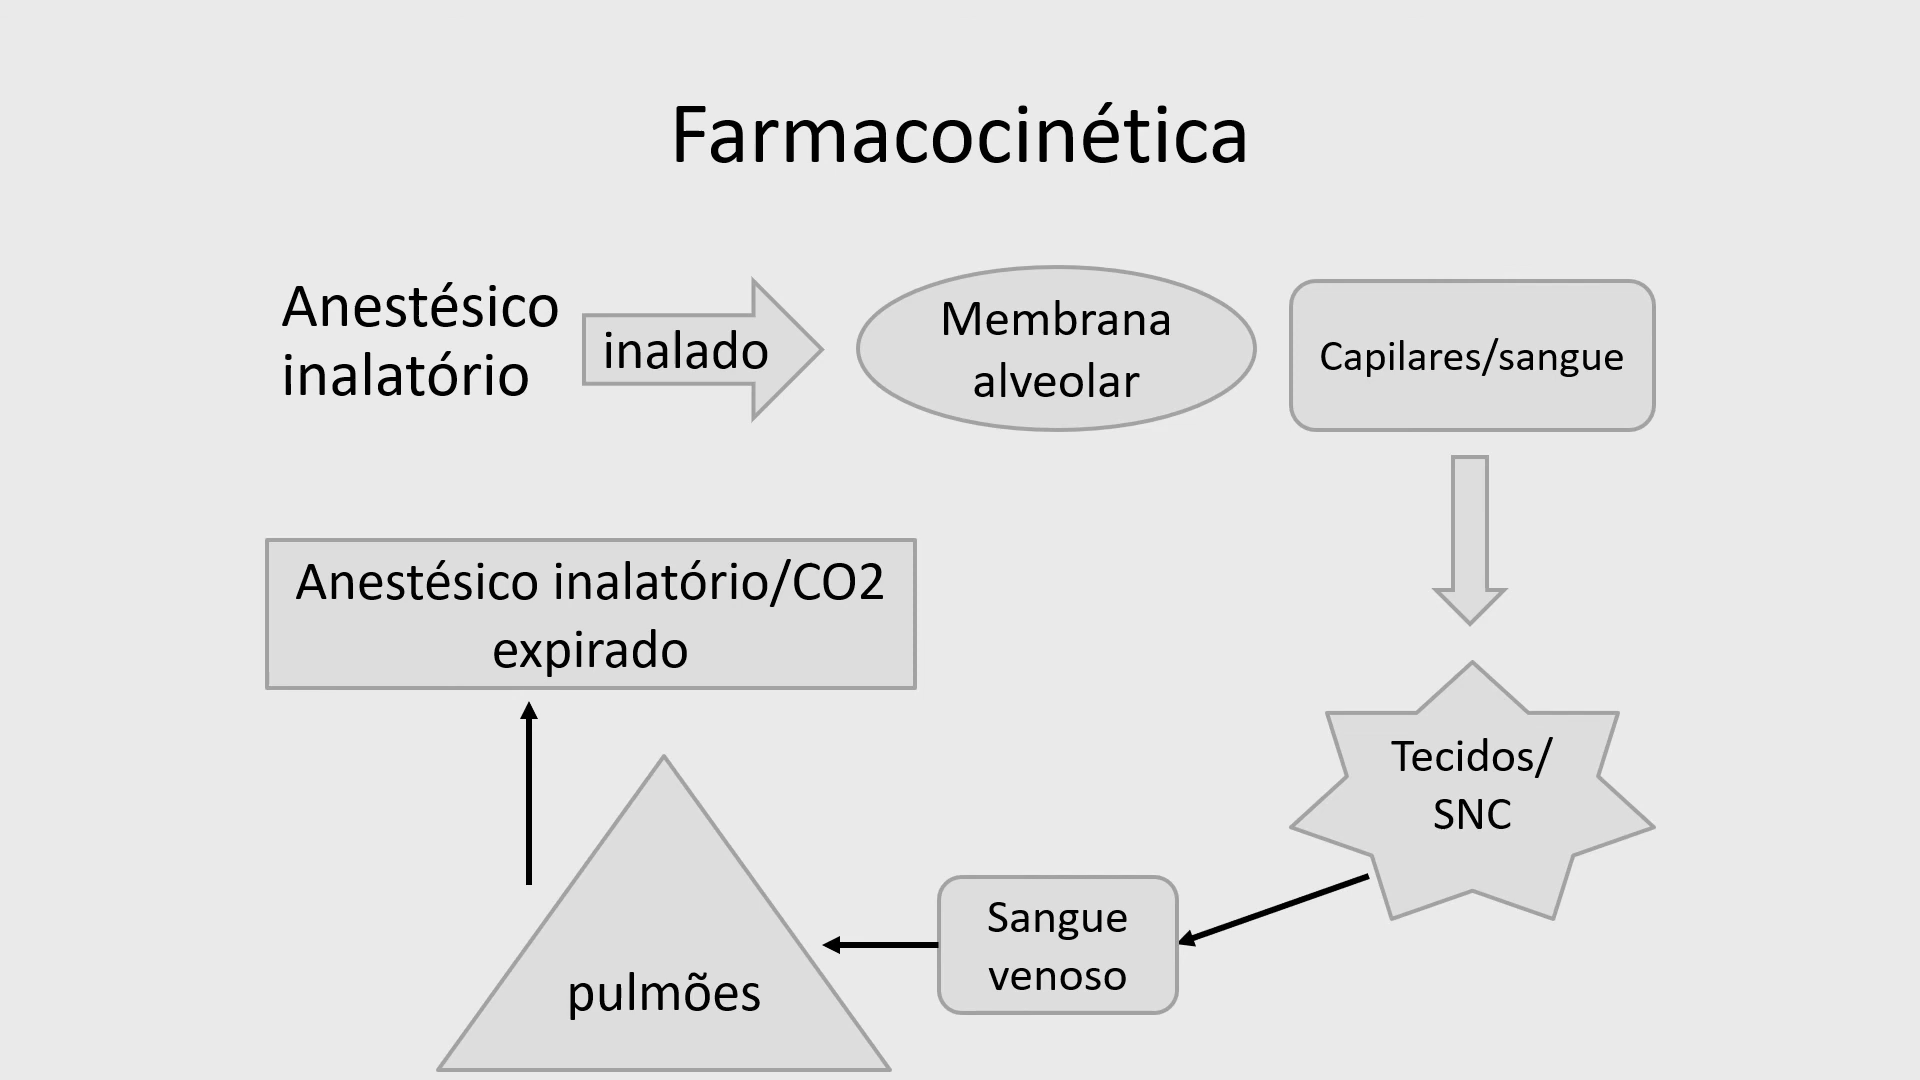 Farmacocinética
Anestésico
inalatório
inalado
Membrana
alveolar
Capilares/sangue
Tecidos/
SNC
Sangue
venoso
pulmões
Anestésico inalatório/CO2
expirado